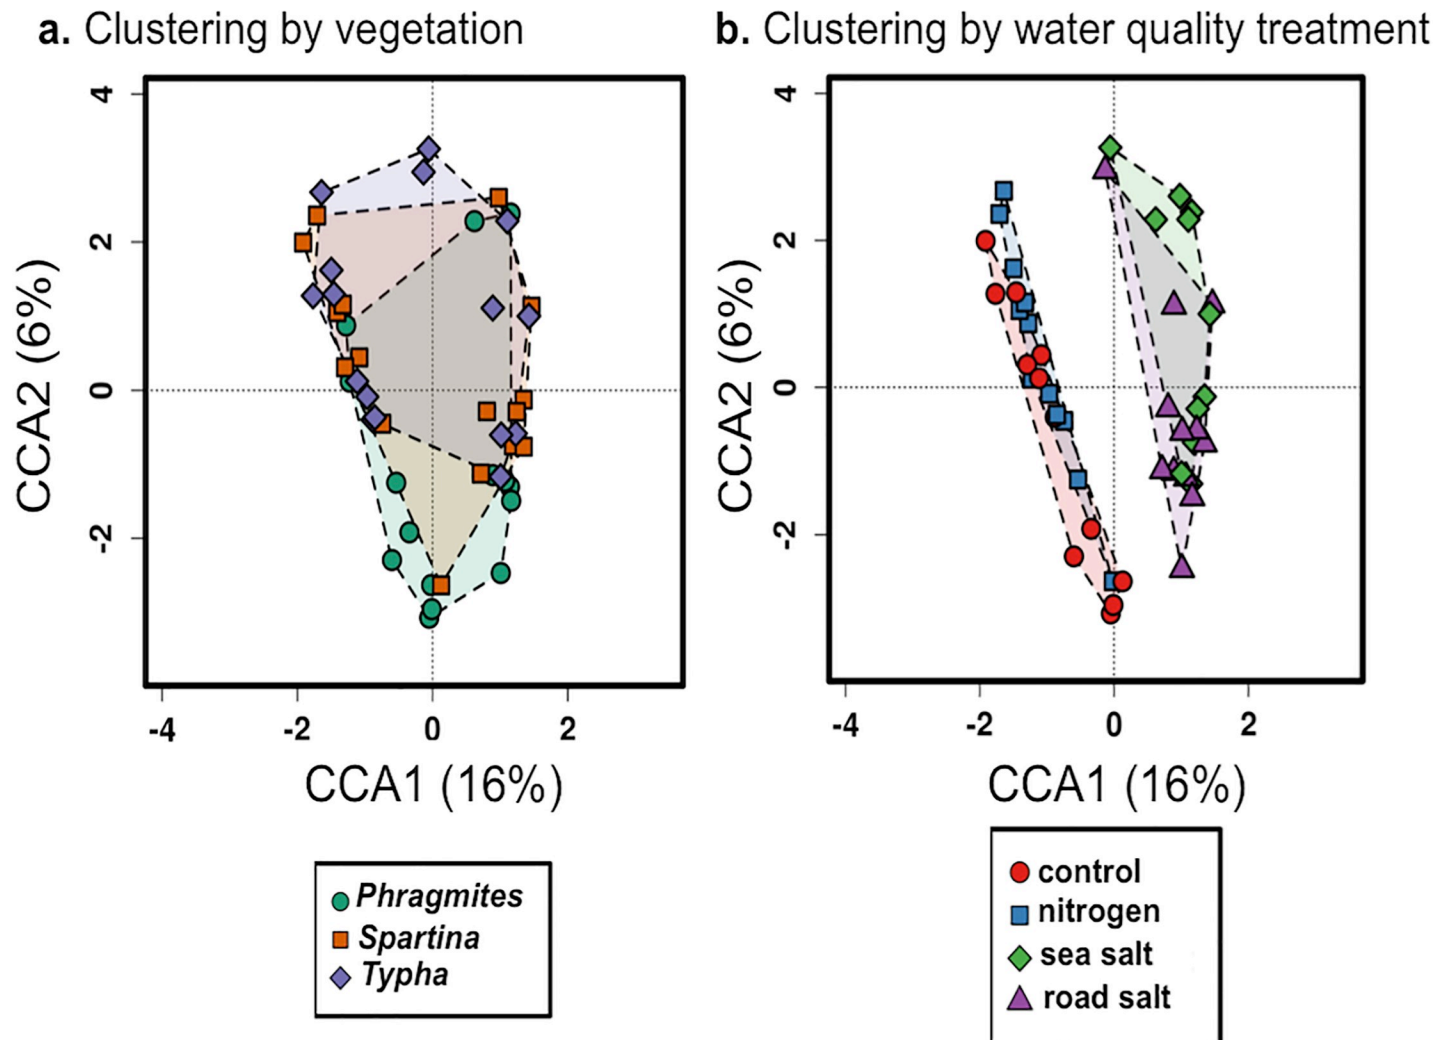 a. Clustering by vegetation
4
2
0
-2
CCA2 (6%)
-4 -2 0 2
CCA1 (16%)
Phragmites
Spartina
Typha
b. Clustering by water quality treatment
4
2
0
-2
CCA2 (6%)
-4 -2 0 2
CCA1 (16%)
control
nitrogen
sea salt
road salt